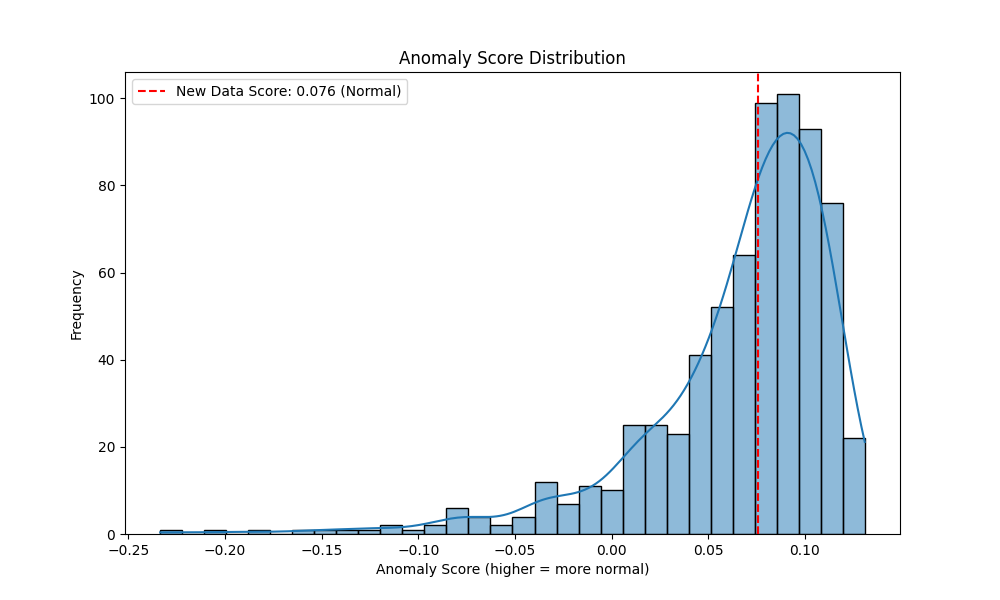 Anomaly Score Distribution
New Data Score: 0.076 (Normal)
100
80
60
40
20
0
Frequency
−0.25 −0.20 −0.15 −0.10 −0.05 0.00 0.05 0.10
Anomaly Score (higher = more normal)